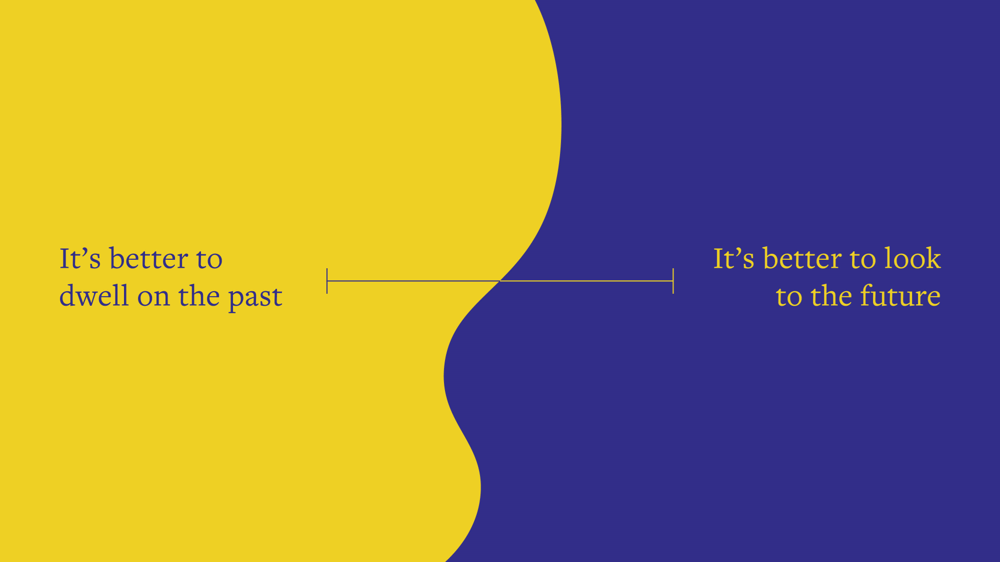 It’s better to
dwell on the past
It’s better to look
to the future